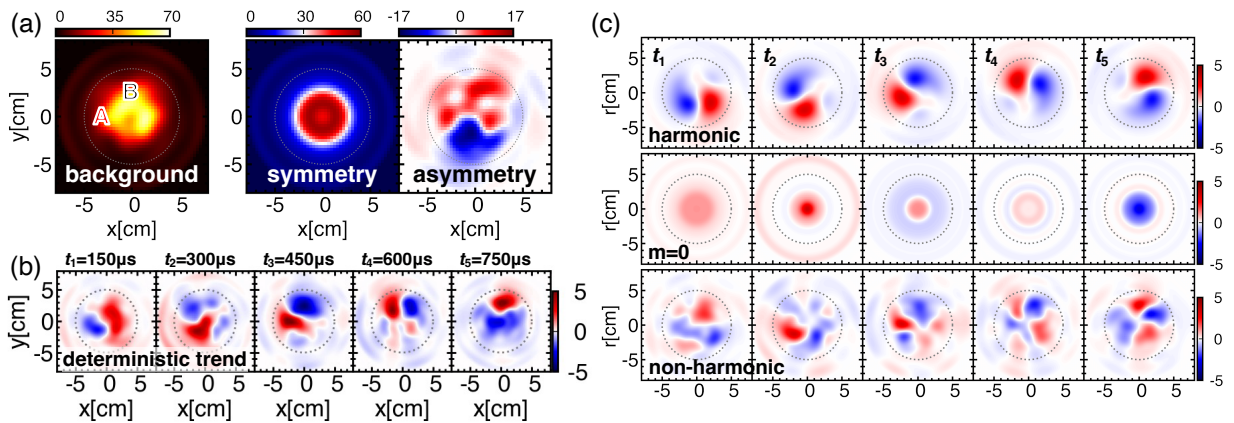 (a)
0 35 70
0 30 60
-17 0 17
y[cm]
5
0
-5
A
B
background
symmetry
asymmetry
5
0
-5
-5 0 5
-5 0 5
-5 0 5
x[cm]
x[cm]
x[cm]
(b)
t1=150μs
t2=300μs
t3=450μs
t4=600μs
t5=750μs
y[cm]
5
0
-5
deterministic trend
5
0
-5
-5 0 5
-5 0 5
-5 0 5
-5 0 5
-5 0 5
x[cm]
x[cm]
x[cm]
x[cm]
x[cm]
(c)
t1
t2
t3
t4
t5
r[cm]
5
0
-5
harmonic
5
0
-5
r[cm]
5
0
-5
m=0
5
0
-5
r[cm]
5
0
-5
non-harmonic
5
0
-5
-5 0 5
-5 0 5
-5 0 5
-5 0 5
-5 0 5